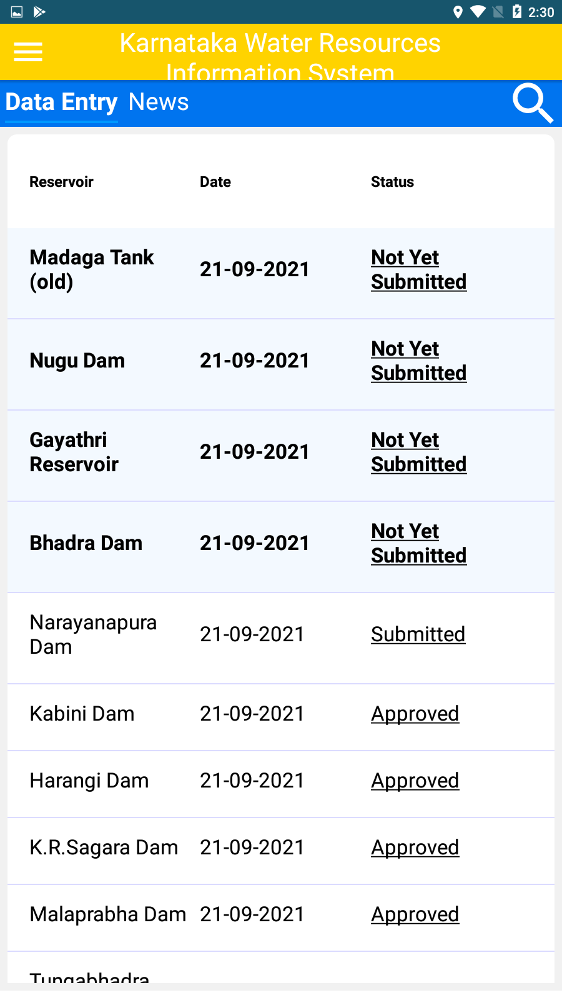 2:30
Karnataka Water Resources
Information System
Data Entry News
Reservoir Date Status
Madaga Tank
(old)
21-09-2021
Not Yet
Submitted
Nugu Dam
21-09-2021
Not Yet
Submitted
Gayathri
Reservoir
21-09-2021
Not Yet
Submitted
Bhadra Dam
21-09-2021
Not Yet
Submitted
Narayanapura
Dam
21-09-2021
Submitted
Kabini Dam 21-09-2021 Approved
Harangi Dam 21-09-2021 Approved
K.R.Sagara Dam 21-09-2021 Approved
Malaprabha Dam 21-09-2021 Approved
Tungabhadra